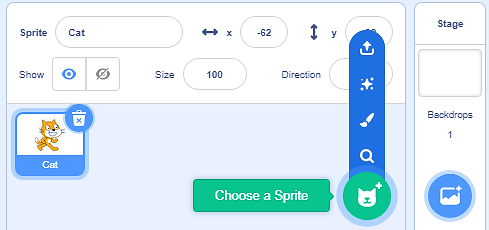 Sprite Cat x -62 y
Show Size 100 Direction
Cat
Choose a Sprite
Stage
Backdrops
1